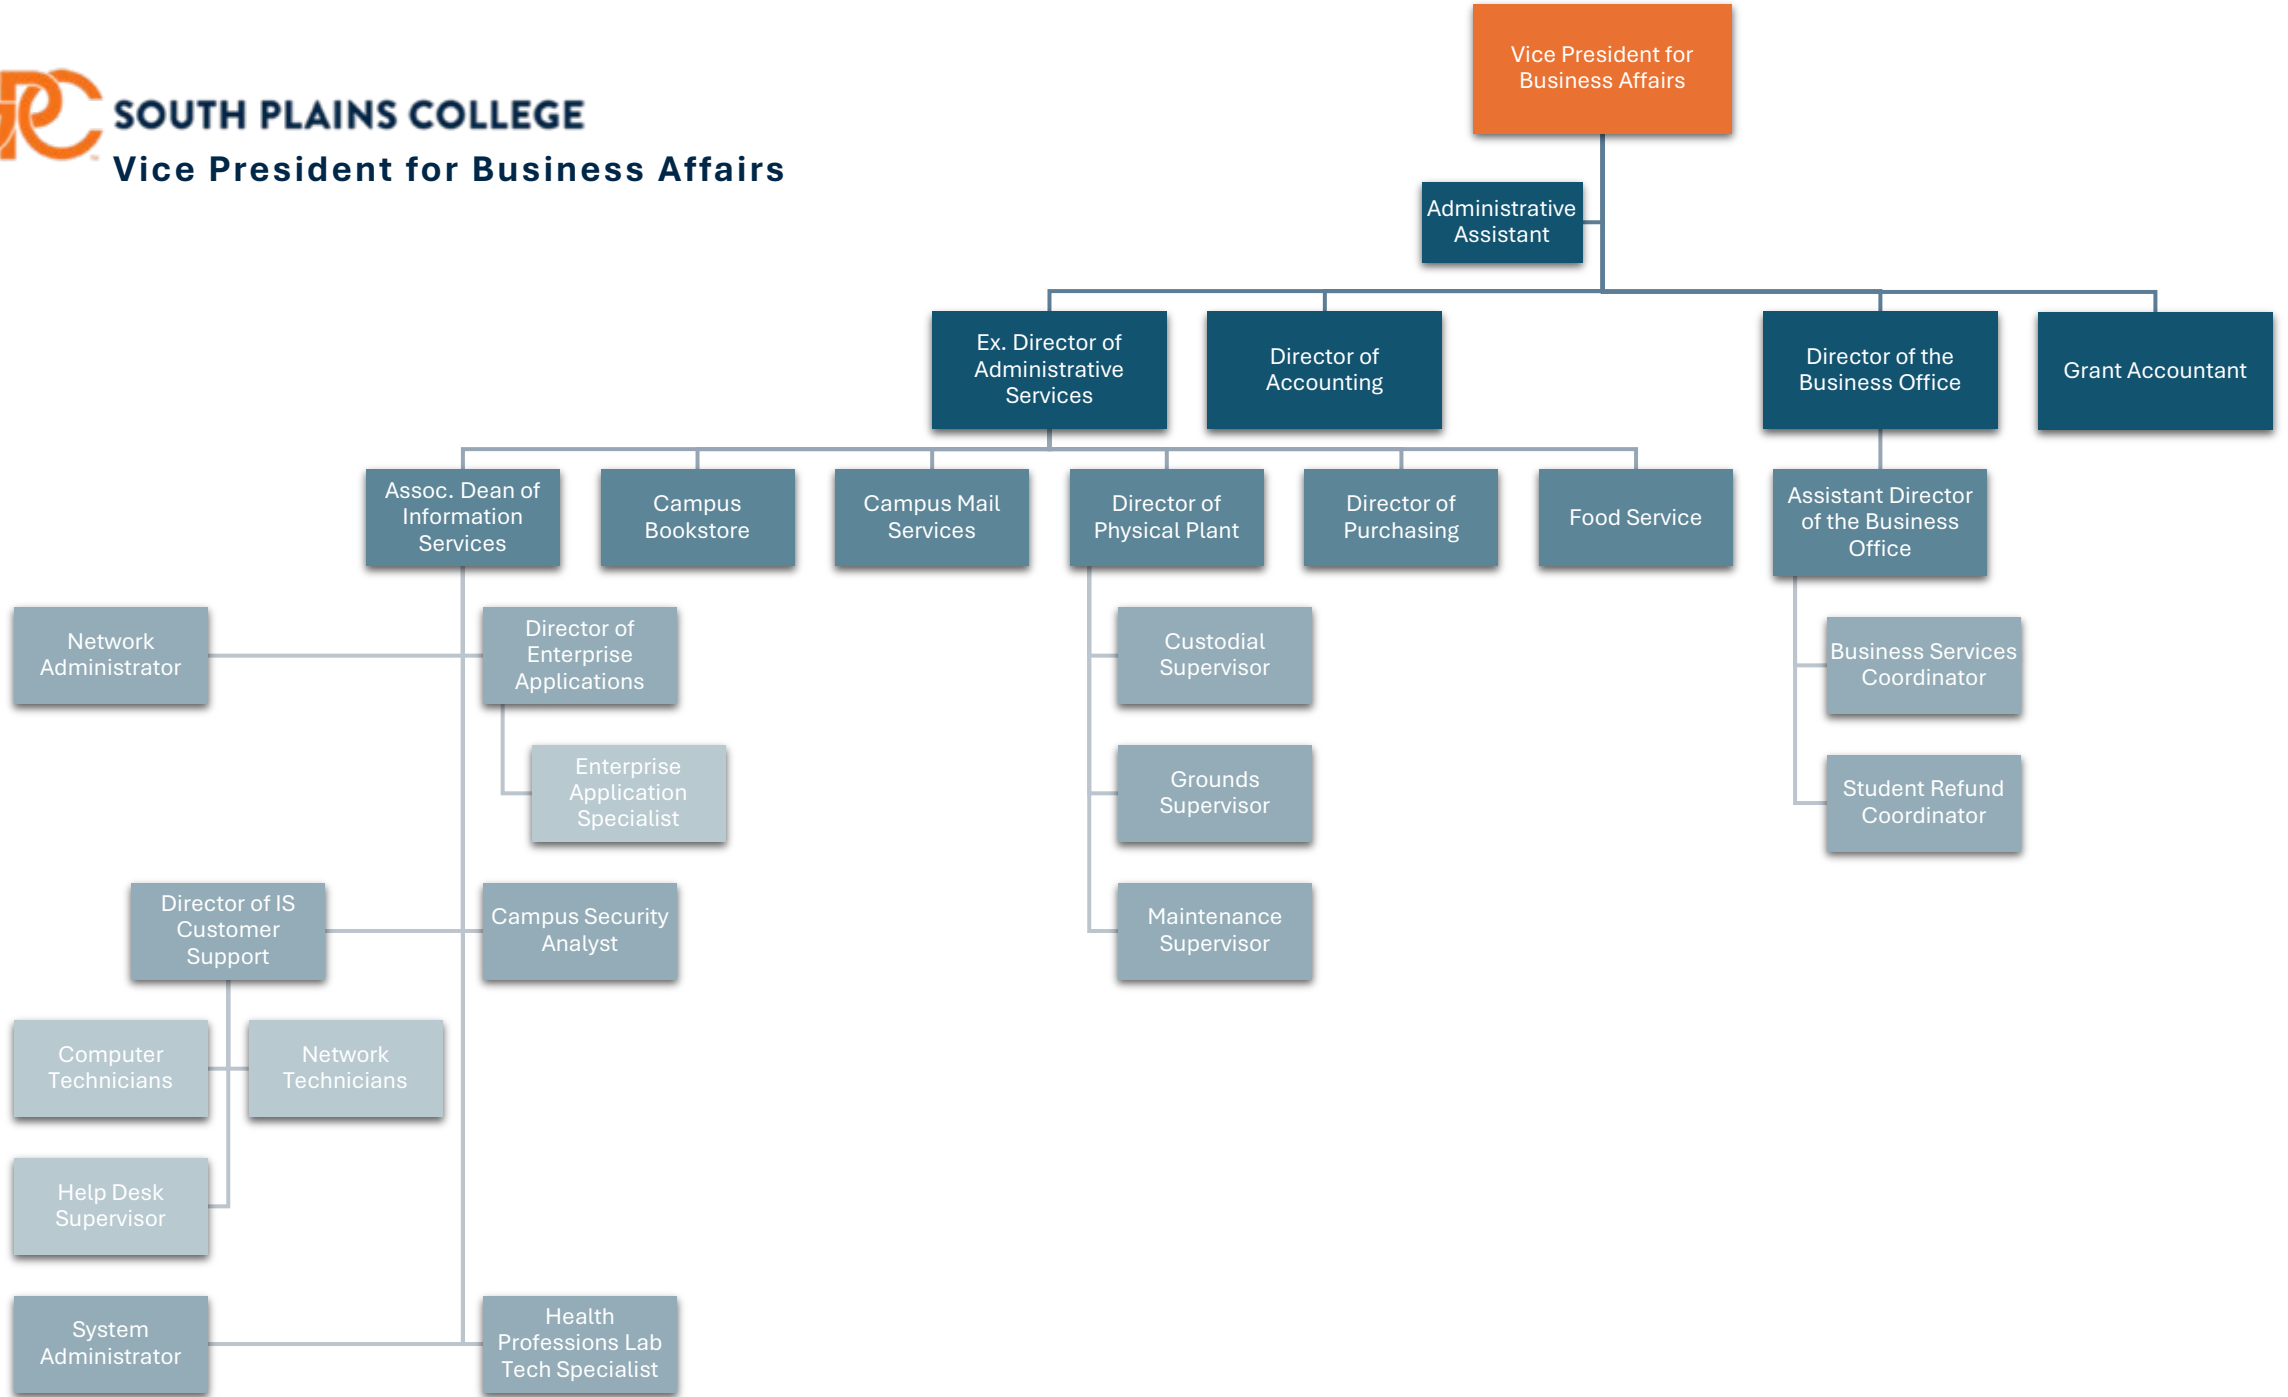 Vice President for
Business Affairs
SOUTH PLAINS COLLEGE
Vice President for Business Affairs
Administrative
Assistant
Ex. Director of
Administrative
Services
Director of
Accounting
Director of the
Business Office
Grant Accountant
Assoc. Dean of
Information
Services
Campus
Bookstore
Campus Mail
Services
Director of
Physical Plant
Director of
Purchasing
Food Service
Assistant Director
of the Business
Office
Network
Administrator
Director of
Enterprise
Applications
Custodial
Supervisor
Business Services
Coordinator
Enterprise
Application
Specialist
Grounds
Supervisor
Student Refund
Coordinator
Director of IS
Customer
Support
Campus Security
Analyst
Maintenance
Supervisor
Computer
Technicians
Network
Technicians
Help Desk
Supervisor
System
Administrator
Health
Professions Lab
Tech Specialist